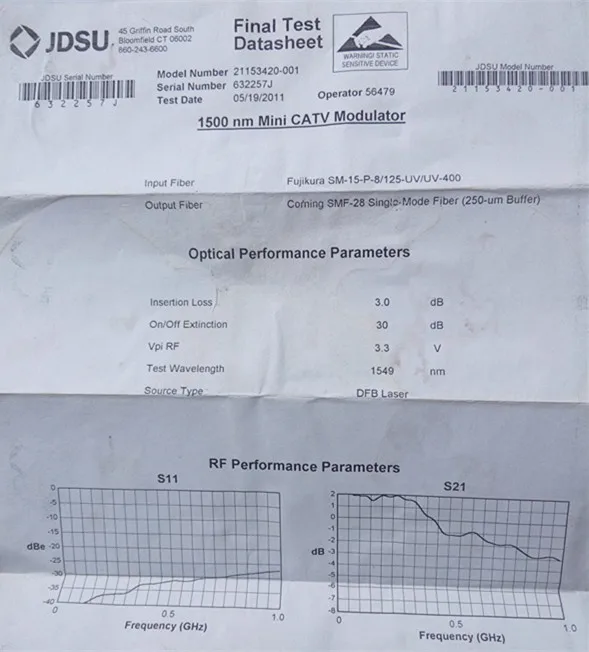 JDSU.
45 Griffin Road South
Bloomfield CT 06002
860-243-6600
Final Test
Datasheet
WARNING! STATIC
SENSITIVE DEVICE
JDSU Serial Number
632257J
Model Number 21153420-001
Serial Number 632257J
Test Date 05/19/2011
Operator 56479
JDSU Model Number
21153420-001
1500 nm Mini CATV Modulator
Input Fiber Fujikura SM-15-P-8/125-UV/UV-400
Output Fiber Corning SMF-28 Single-Mode Fiber (250-um Buffer)
Optical Performance Parameters
Insertion Loss 3.0 dB
On/Off Extinction 30 dB
Vpi RF 3.3 V
Test Wavelength 1549 nm
Source Type DFB Laser
RF Performance Parameters
S11
0
-5
-10
-15
dBe -20
-25
-30
-35
-40
0 0.5 1.0
Frequency (GHz)
S21
2
1
0
-1
-2
dB -3
-4
-5
-6
-7
-8
0 0.5 1.0
Frequency (GHz)